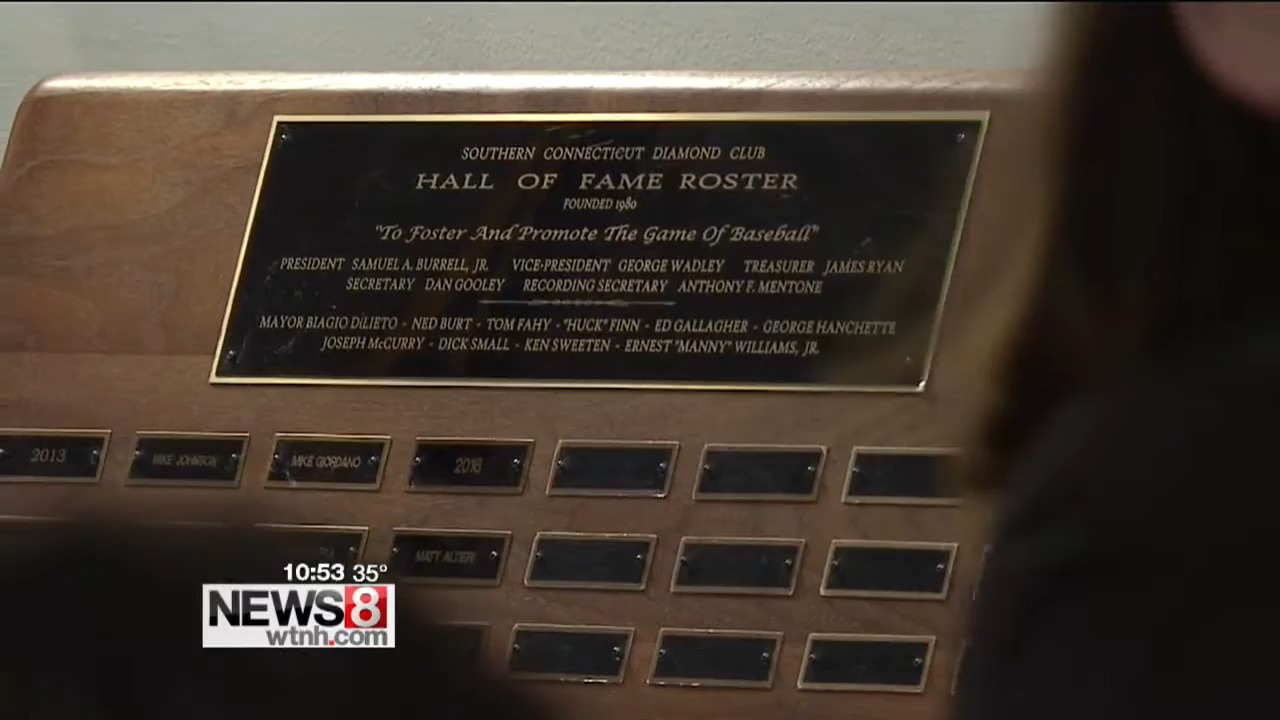 SOUTHERN CONNECTICUT DIAMOND CLUB
HALL OF FAME ROSTER
FOUNDED 1980
"To Foster And Promote The Game Of Baseball"
PRESIDENT SAMUEL A. BURRELL, JR. VICE-PRESIDENT GEORGE WADLEY TREASURER JAMES RYAN
SECRETARY DAN GOOLEY RECORDING SECRETARY ANTHONY F. MENTONE
MAYOR BIAGIO DiLIETO - NED BURT - TOM FAHY - "HUCK" FINN - ED GALLAGHER - GEORGE HANCHETTE
JOSEPH McCURRY - DICK SMALL - KEN SWEETEN - ERNEST "MANNY" WILLIAMS, JR.
2013 MIKE JOHNSON MIKE GIORDANO 2016
MATT ALTIERI
10:53 35°
NEWS8
wtnh.com